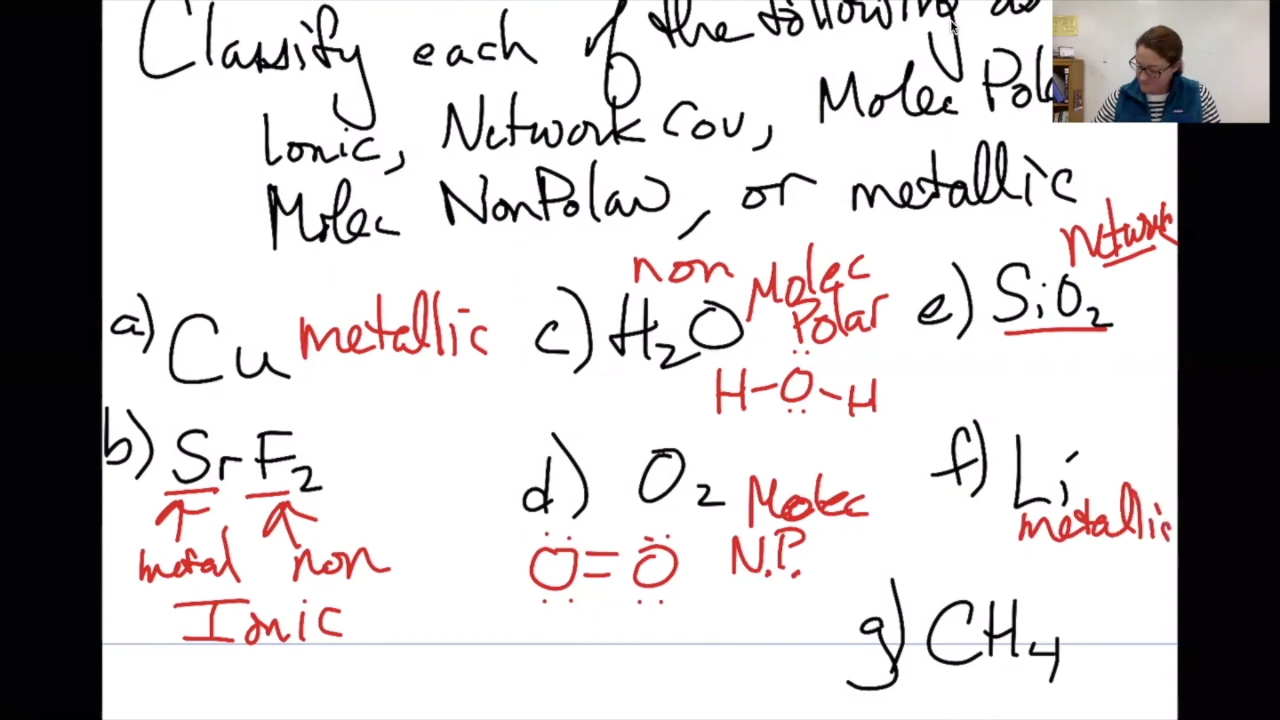 Classify each of the following as
Ionic, Network Cov, Molec Pola
Molec NonPolar, or metallic
a) Cu metallic
b) SrF2
metal non
Ionic
c) H2O non Molec
Polar
H-O-H
d) O2 Molec
O=O N.P.
e) SiO2 Network
f) Li
metallic
g) CH4